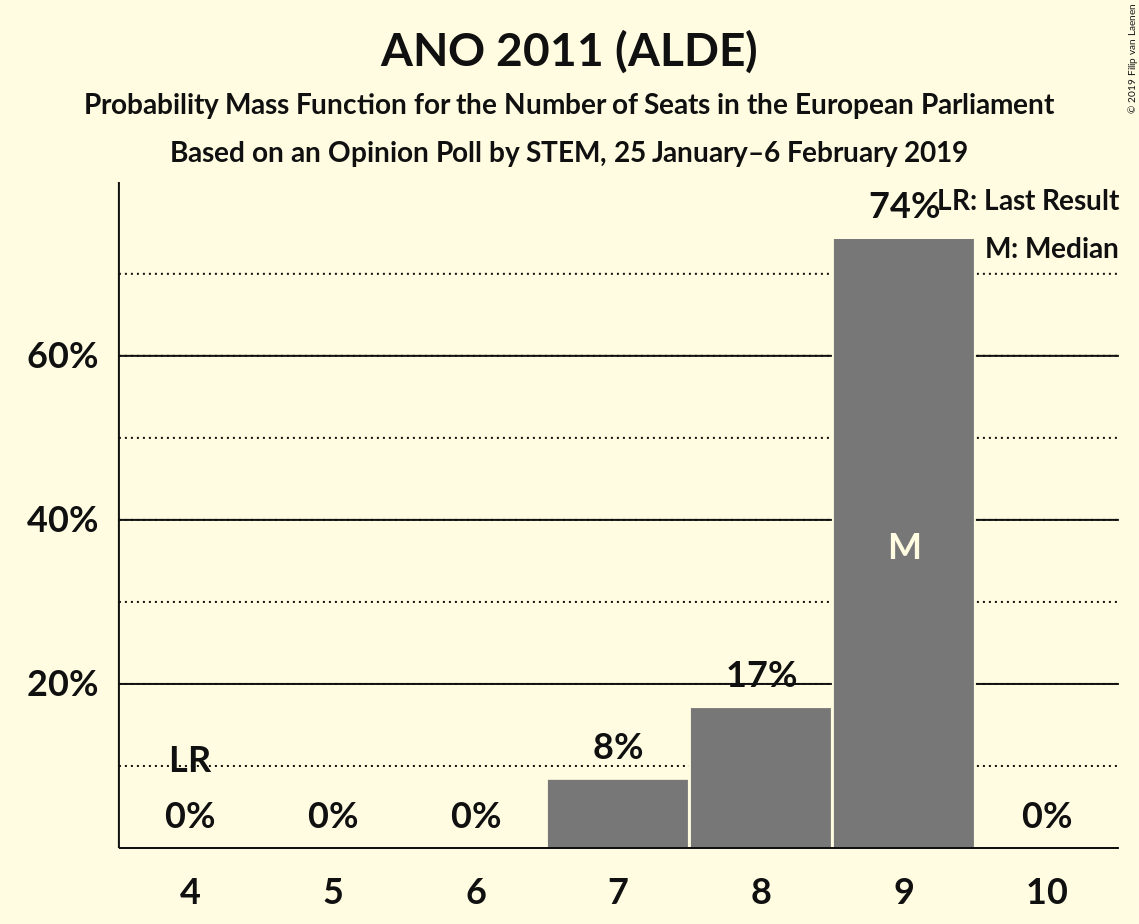 ANO 2011 (ALDE)
Probability Mass Function for the Number of Seats in the European Parliament
Based on an Opinion Poll by STEM, 25 January–6 February 2019
© 2019 Filip van Laenen
LR: Last Result
M: Median
74%
60%
40%
M
20%
17%
8%
LR
0%
0%
0%
0%
4
5
6
7
8
9
10